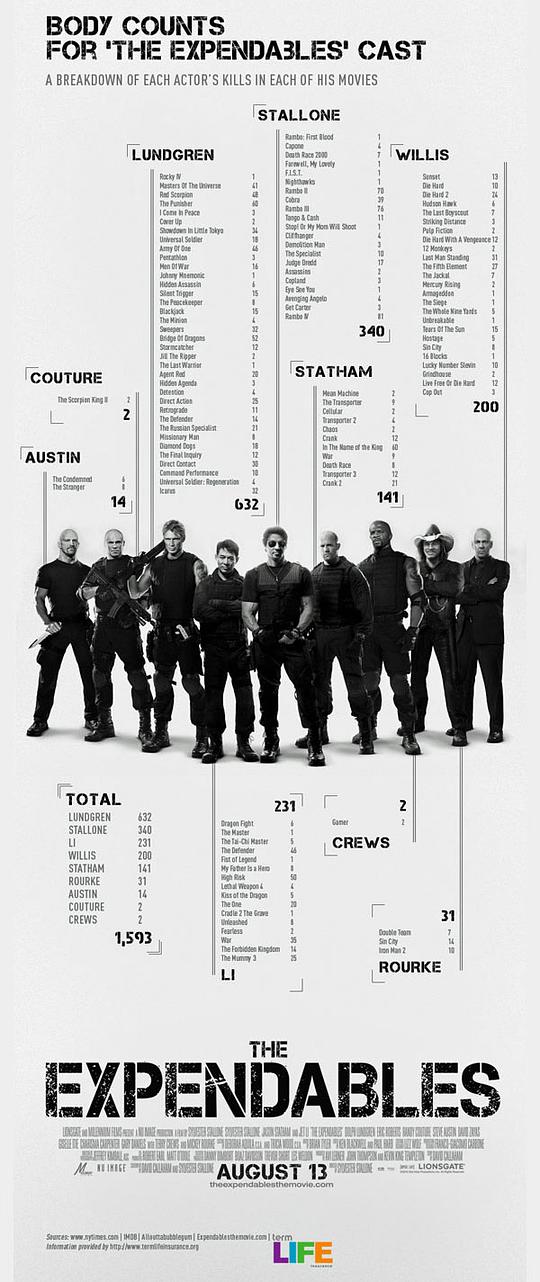 BODY COUNTS
FOR 'THE EXPENDABLES' CAST
A BREAKDOWN OF EACH ACTOR'S KILLS IN EACH OF HIS MOVIES
STALLONE
Rambo: First Blood 1
Capone 4
Death Race 2000 7
Farewell, My Lovely 1
F.I.S.T. 1
Nighthawks 1
Rambo II 70
Cobra 39
Rambo III 76
Tango & Cash 11
Stop! Or My Mom Will Shoot 1
Cliffhanger 4
Demolition Man 3
The Specialist 10
Judge Dredd 17
Assassins 2
Copland 3
Eye See You 1
Avenging Angelo 4
Get Carter 3
Rambo IV 81
340
LUNDGREN
Rocky IV 1
Masters Of The Universe 41
Red Scorpion 48
The Punisher 60
I Come In Peace 3
Cover Up 2
Showdown In Little Tokyo 34
Universal Soldier 18
Army Of One 46
Pentathlon 3
Men Of War 16
Johnny Mnemonic 1
Hidden Assassin 6
Silent Trigger 15
The Peacekeeper 8
Blackjack 15
The Minion 4
Sweepers 32
Bridge Of Dragons 52
Stormcatcher 12
Jill The Ripper 2
The Last Warrior 1
Agent Red 20
Hidden Agenda 3
Detention 4
Direct Action 25
Retrograde 11
The Defender 14
The Russian Specialist 21
Missionary Man 8
Diamond Dogs 18
The Final Inquiry 12
Direct Contact 30
Command Performance 10
Universal Soldier: Regeneration 4
Icarus 32
632
WILLIS
Sunset 13
Die Hard 10
Die Hard 2 24
Hudson Hawk 6
The Last Boyscout 7
Striking Distance 3
Pulp Fiction 2
Die Hard With A Vengeance 12
12 Monkeys 2
Last Man Standing 31
The Fifth Element 27
The Jackal 7
Mercury Rising 2
Armageddon 1
The Siege 1
The Whole Nine Yards 5
Unbreakable 1
Tears Of The Sun 15
Hostage 5
Sin City 8
16 Blocks 1
Lucky Number Slevin 10
Grindhouse 2
Live Free Or Die Hard 12
Cop Out 3
200
STATHAM
Mean Machine 2
The Transporter 9
Cellular 2
Transporter 2 4
Chaos 2
Crank 12
In The Name of the King 60
War 9
Death Race 8
Transporter 3 12
Crank 2 21
141
COUTURE
The Scorpion King II 2
2
AUSTIN
The Condemned 6
The Stranger 8
14
TOTAL
LUNDGREN 632
STALLONE 340
LI 231
WILLIS 200
STATHAM 141
ROURKE 31
AUSTIN 14
COUTURE 2
CREWS 2
1,593
231
Dragon Fight 6
The Master 1
The Tai-Chi Master 5
The Defender 46
Fist of Legend 1
My Father Is a Hero 8
High Risk 50
Lethal Weapon 4 4
Kiss of the Dragon 5
The One 20
Cradle 2 The Grave 1
Unleashed 8
Fearless 2
War 35
The Forbidden Kingdom 14
The Mummy 3 25
LI
2
Gamer 2
CREWS
31
Double Team 7
Sin City 14
Iron Man 2 10
ROURKE
THE
EXPENDABLES
NU IMAGE
AUGUST 13
LIONSGATE
theexpendablesthemovie.com
Sources: www.nytimes.com | IMDB | Allouttabubblegum | Expendablesthemovie.com |
Information provided by http://www.termlifeinsurance.org
term
LIFE
insurance